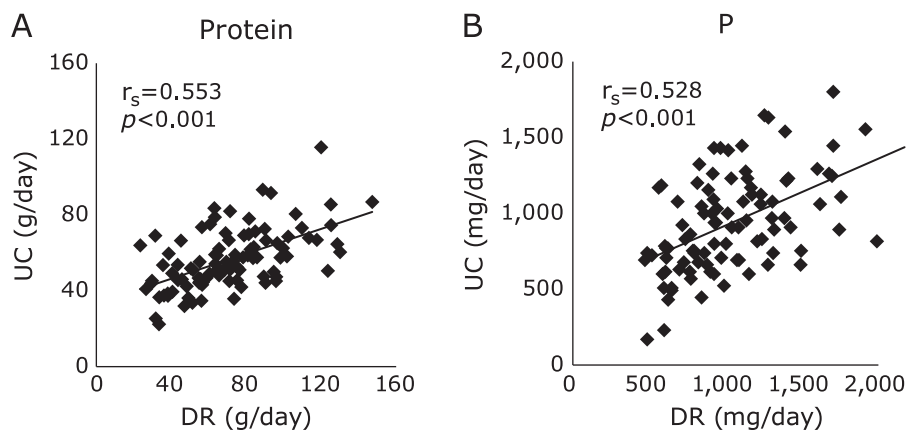 A
Protein
160
120
80
40
0
UC (g/day)
rs=0.553
p<0.001
0 40 80 120 160
DR (g/day)
B
P
2,000
1,500
1,000
500
0
UC (mg/day)
rs=0.528
p<0.001
0 500 1,000 1,500 2,000
DR (mg/day)